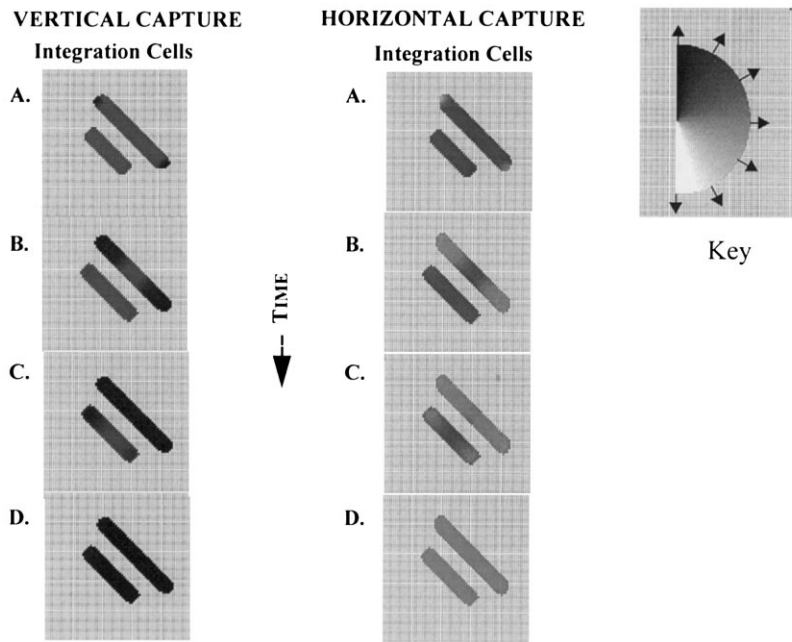 VERTICAL CAPTURE
Integration Cells
A.
B.
C.
D.
TIME
HORIZONTAL CAPTURE
Integration Cells
A.
B.
C.
D.
Key